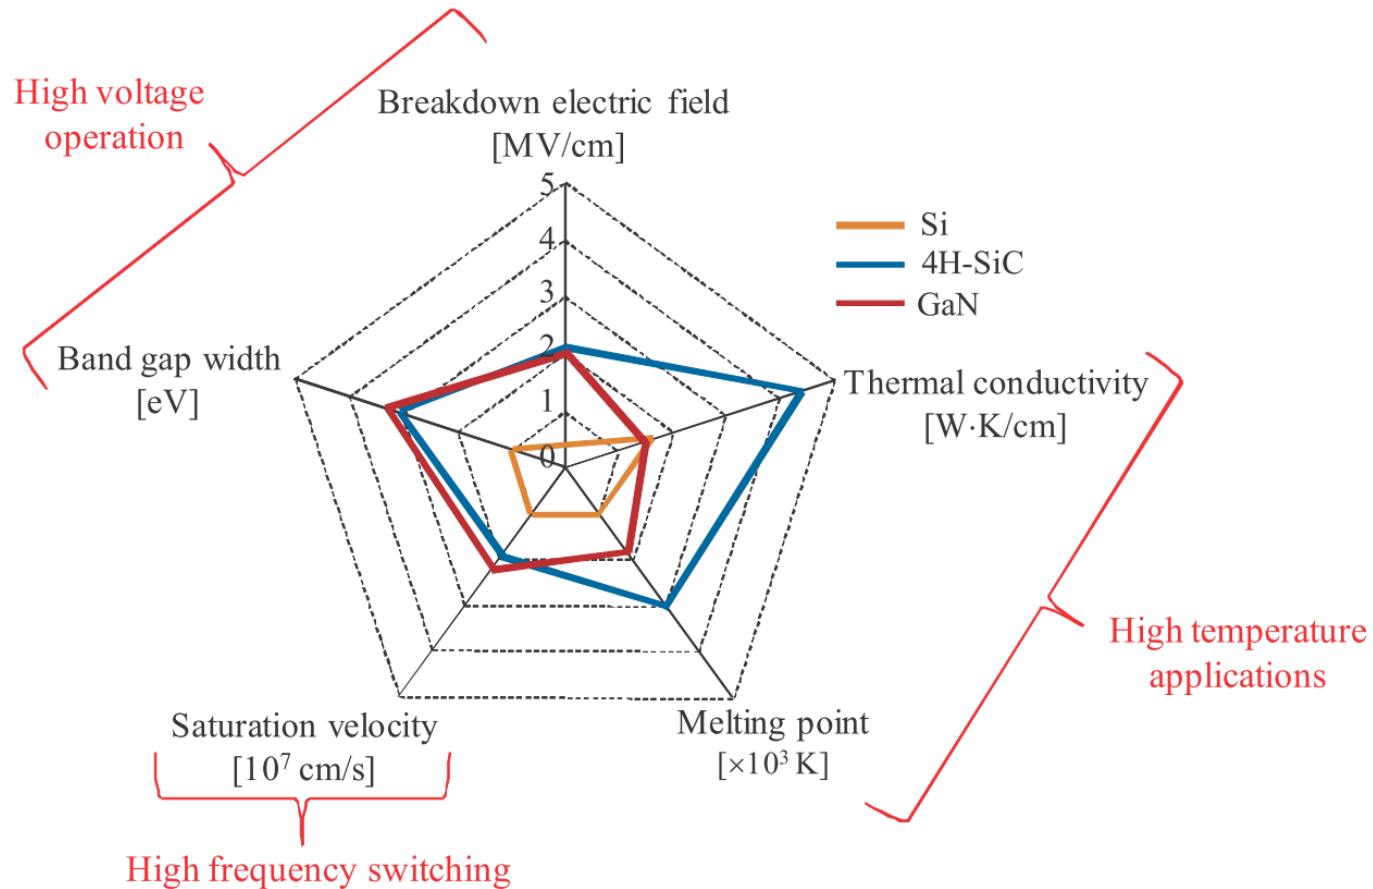 High voltage
operation
Breakdown electric field
[MV/cm]
5
4
3
2
1
0
Si
4H-SiC
GaN
Band gap width
[eV]
Thermal conductivity
[W·K/cm]
High temperature
applications
Saturation velocity
[10⁷ cm/s]
Melting point
[×10³ K]
High frequency switching